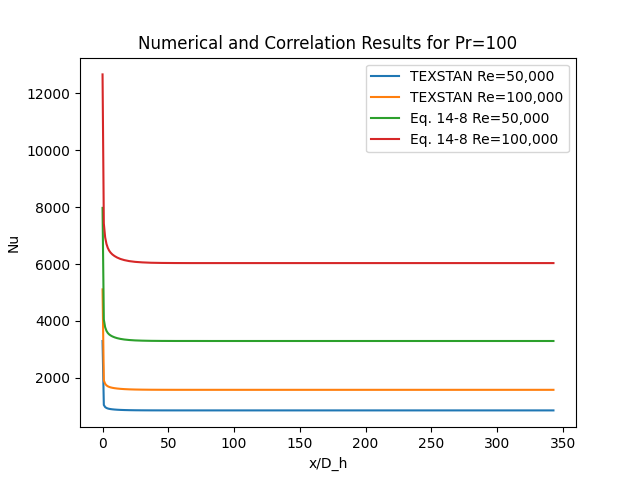 Numerical and Correlation Results for Pr=100
TEXSTAN Re=50,000
TEXSTAN Re=100,000
Eq. 14-8 Re=50,000
Eq. 14-8 Re=100,000
12000
10000
8000
6000
4000
2000
Nu
0 50 100 150 200 250 300 350
x/D_h